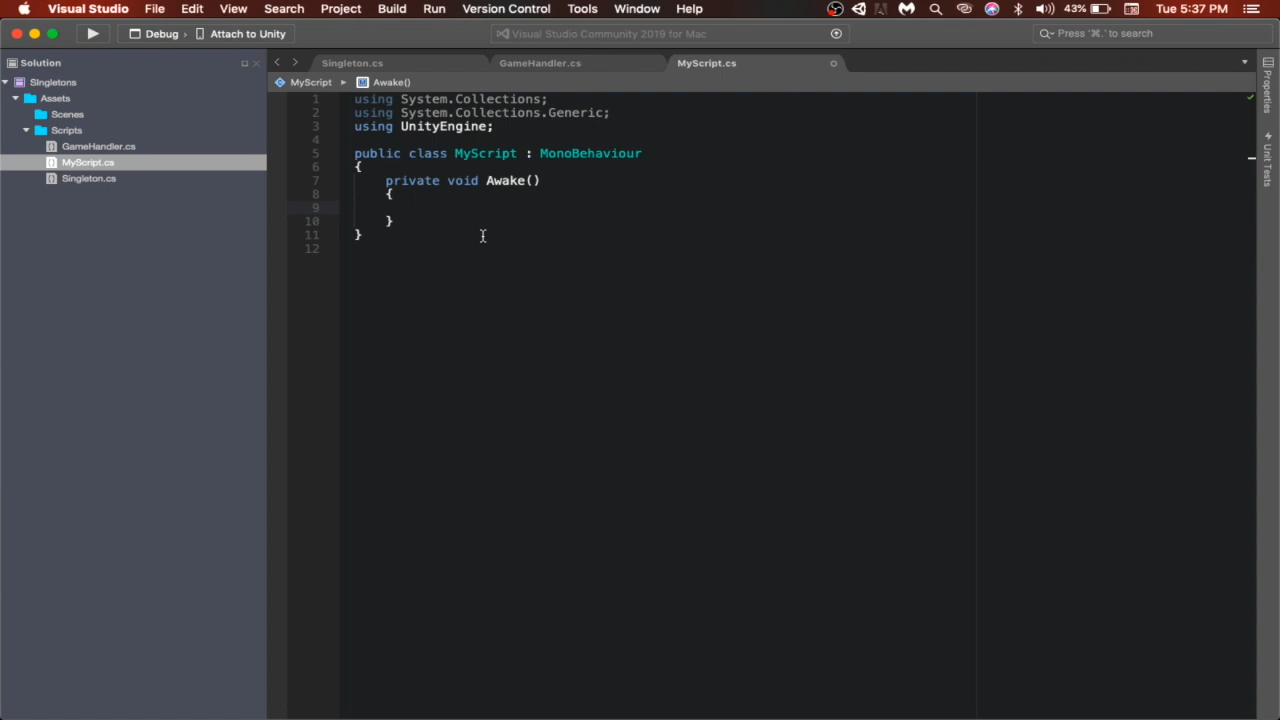 Visual Studio File Edit View Search Project Build Run Version Control Tools Window Help 43% Tue 5:37 PM
Debug Attach to Unity Visual Studio Community 2019 for Mac Press ‘⌘.’ to search
Solution
SIngletons
Assets
Scenes
Scripts
GameHandler.cs
MyScript.cs
Singleton.cs
Singleton.cs GameHandler.cs MyScript.cs
MyScript Awake()
1 using System.Collections;
2 using System.Collections.Generic;
3 using UnityEngine;
4
5 public class MyScript : MonoBehaviour
6 {
7 private void Awake()
8 {
9
10 }
11 }
12
Properties
Unit Tests